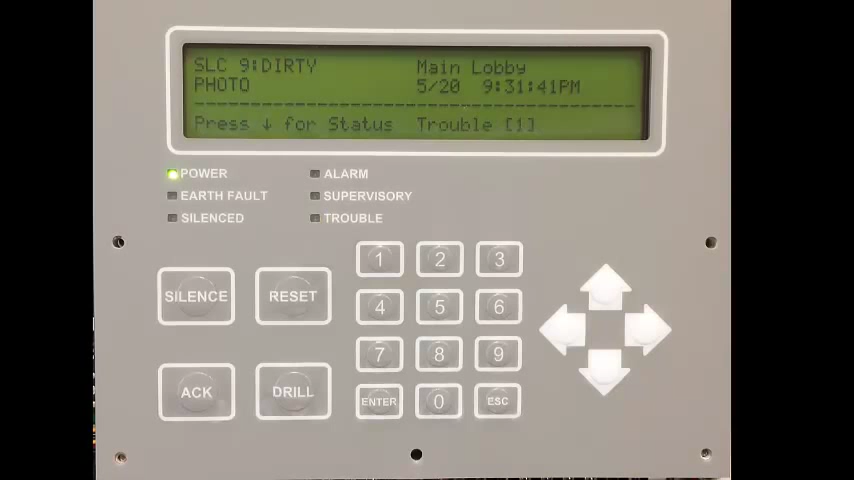 SLC 9:DIRTY Main Lobby
PHOTO 5/20 9:31:41PM
Press ↓ for Status Trouble [1]
POWER ALARM
EARTH FAULT SUPERVISORY
SILENCED TROUBLE
1 2 3
SILENCE RESET
4 5 6
7 8 9
ACK DRILL
ENTER 0 ESC